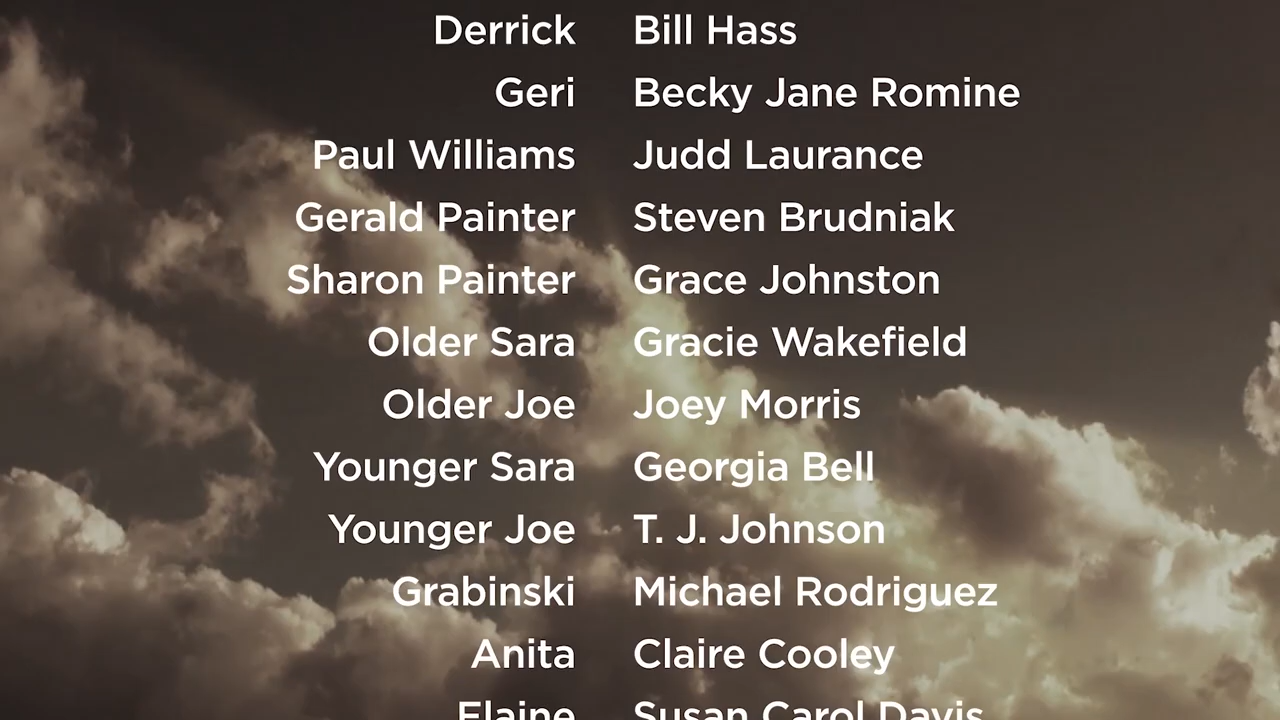 Derrick Bill Hass
Geri Becky Jane Romine
Paul Williams Judd Laurance
Gerald Painter Steven Brudniak
Sharon Painter Grace Johnston
Older Sara Gracie Wakefield
Older Joe Joey Morris
Younger Sara Georgia Bell
Younger Joe T. J. Johnson
Grabinski Michael Rodriguez
Anita Claire Cooley
Elaine Susan Carol Davis